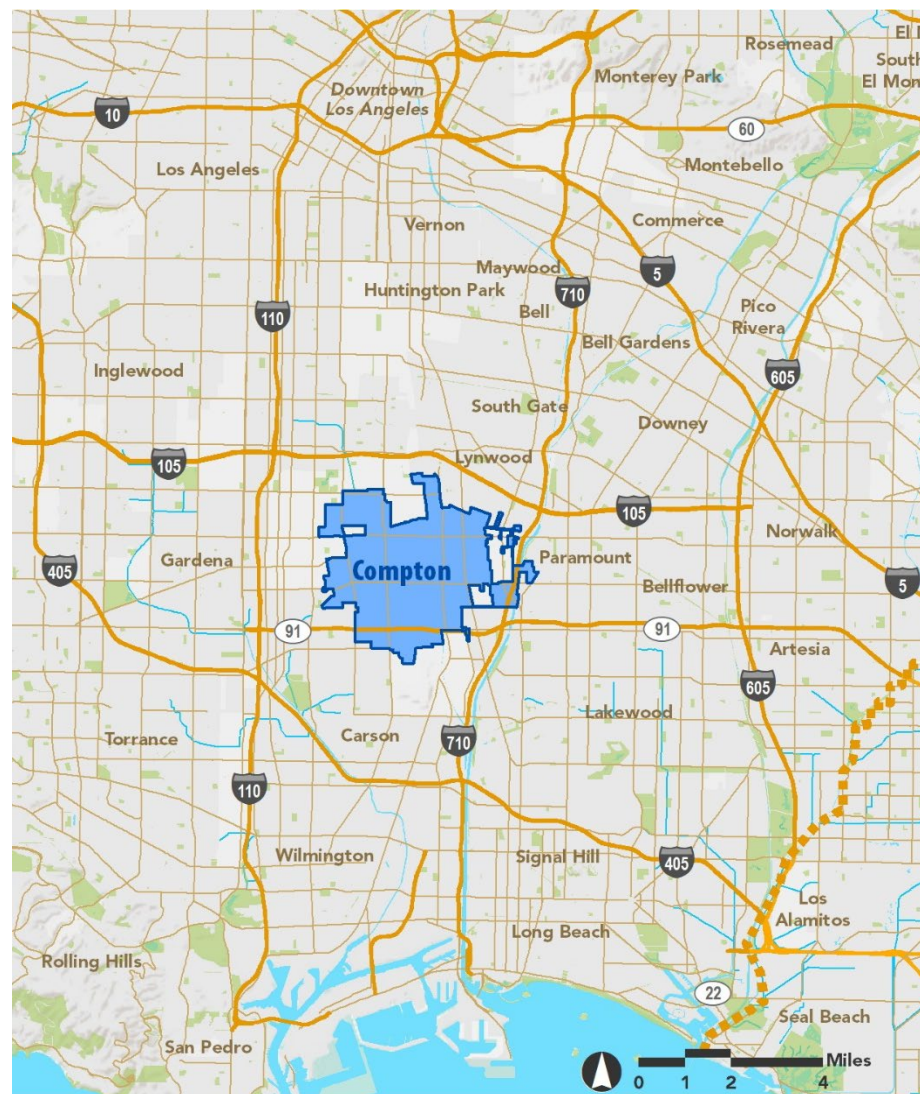 Rosemead
El
Monterey Park
South
El Mon
Downtown
Los Angeles
10
60
Los Angeles
Montebello
Vernon
Commerce
Maywood
5
Huntington Park
710
Bell
110
Pico
Rivera
Bell Gardens
Inglewood
605
South Gate
Downey
Lynwood
105
105
Norwalk
Gardena
Paramount
405
Compton
Bellflower
5
91
91
Artesia
605
Lakewood
Torrance
Carson
710
110
Wilmington
Signal Hill
405
Los
Alamitos
Long Beach
Rolling Hills
22
Seal Beach
San Pedro
Miles
0 1 2 4